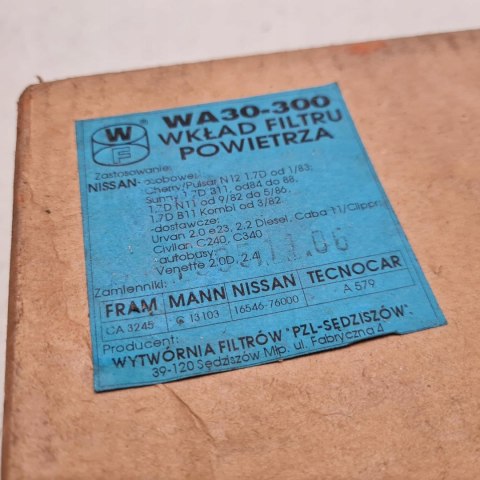 W F
WA30-300
WKŁAD FILTRU
POWIETRZA
Zastosowanie:
NISSAN-osobowe:
Cherry/Pulsar N12 1.7D od 1/83,
Sunny 1.7D 311, od84 do 88,
1.7D N11 od 9/82 do 5/86,
1.7D B11 Kombi od 3/82
-dostawcze:
Urvan 2.0 e23, 2.2 Diesel, Caba 11/Clipper
Civilan C240, C340
-autobusy:
Venette 2.0D, 2.4
Zamienniki:
FRAM MANN NISSAN TECNOCAR
CA 3245 C 13103 16546-76000 A 579
Producent:
WYTWÓRNIA FILTRÓW "PZL-SĘDZISZÓW"
39-120 Sędziszów Młp. ul. Fabryczna 4